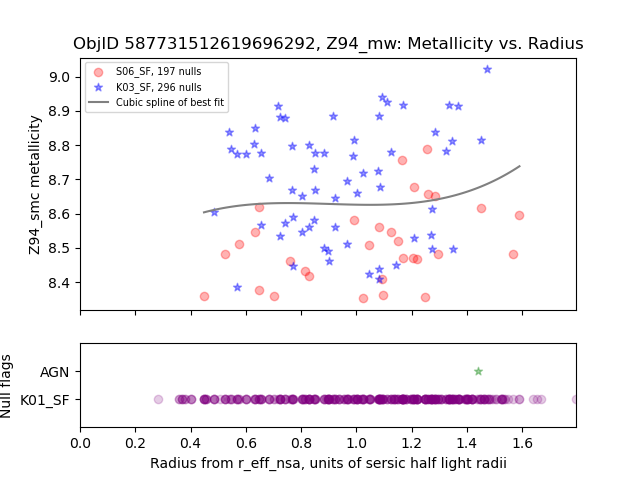 ObjID 587731512619696292, Z94_mw: Metallicity vs. Radius
S06_SF, 197 nulls
K03_SF, 296 nulls
Cubic spline of best fit
Z94_smc metallicity
9.0
8.9
8.8
8.7
8.6
8.5
8.4
Null flags
AGN
K01_SF
0.0 0.2 0.4 0.6 0.8 1.0 1.2 1.4 1.6
Radius from r_eff_nsa, units of sersic half light radii